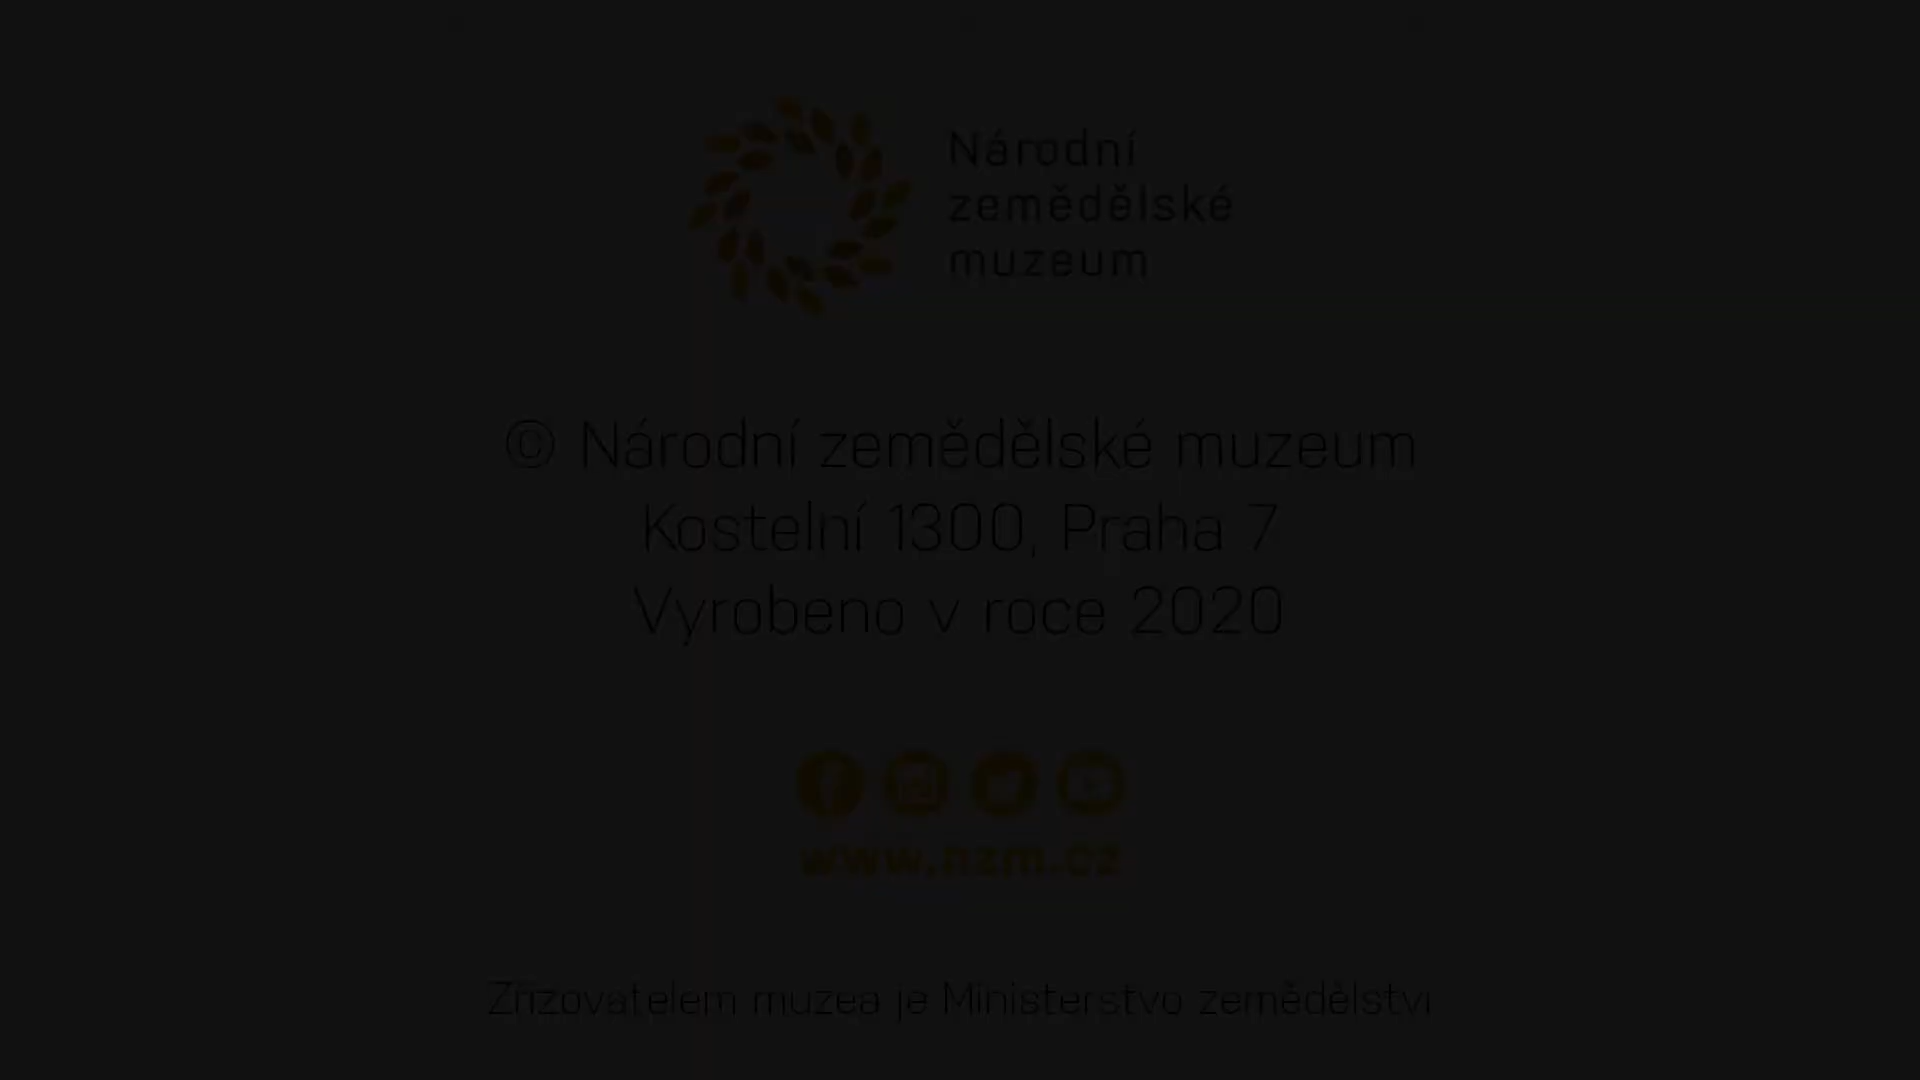 Národní
zemědělské
muzeum
© Národní zemědělské muzeum
Kostelní 1300, Praha 7
Vyrobeno v roce 2020
www.nzm.cz
Zřizovatelem muzea je Ministerstvo zemědělství